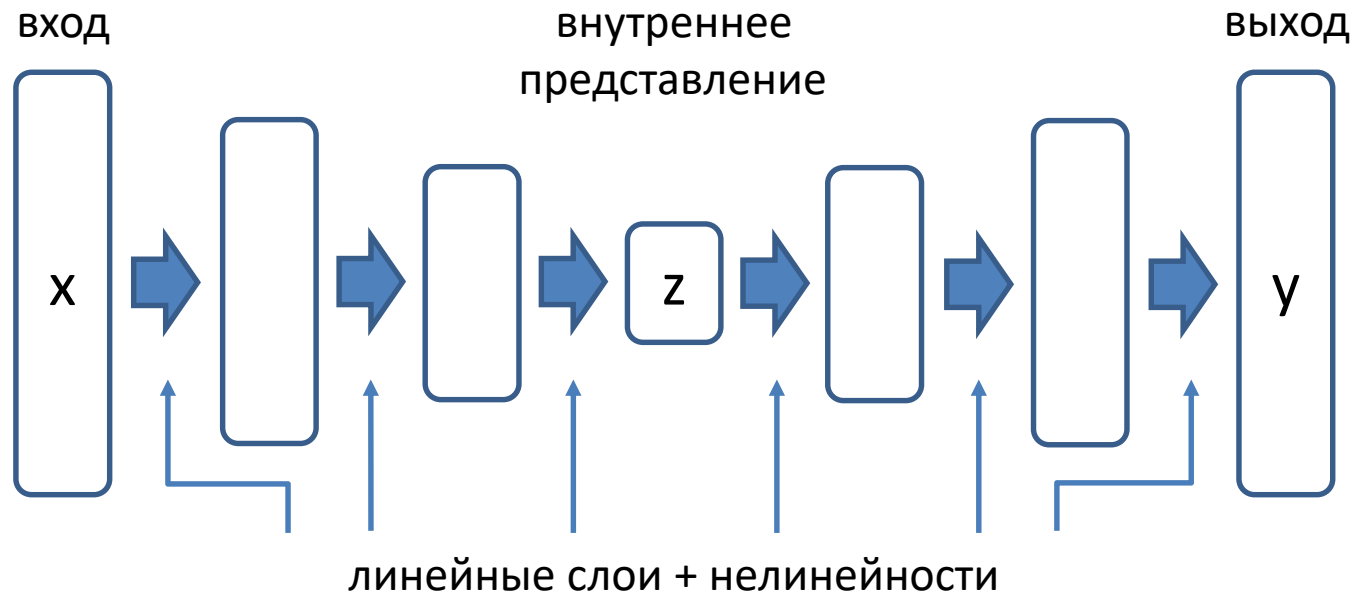 вход
внутреннее
представление
выход
x
z
y
линейные слои + нелинейности